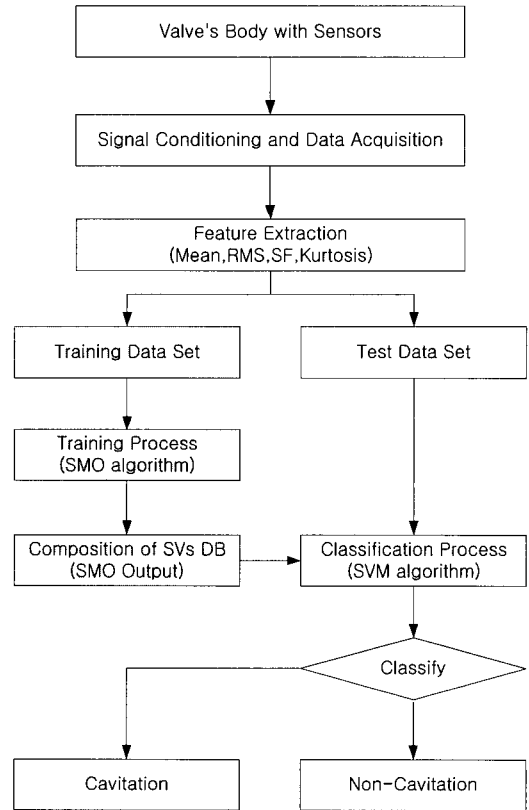 Valve's Body with Sensors
Signal Conditioning and Data Acquisition
Feature Extraction
(Mean,RMS,SF,Kurtosis)
Training Data Set
Test Data Set
Training Process
(SMO algorithm)
Composition of SVs DB
(SMO Output)
Classification Process
(SVM algorithm)
Classify
Cavitation
Non-Cavitation